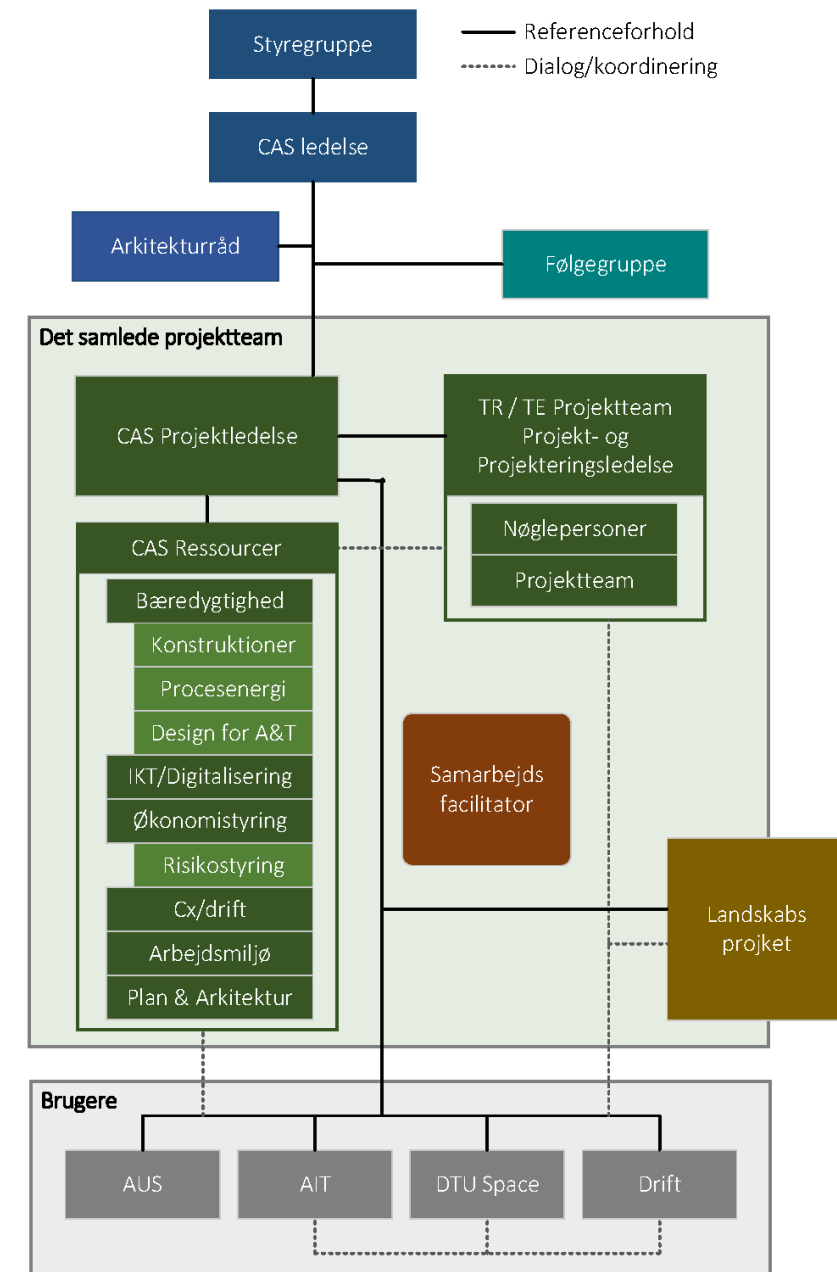 Styregruppe
Referenceforhold
Dialog/koordinering
CAS ledelse
Arkitekturråd
Følgegruppe
Det samlede projektteam
CAS Projektledelse
TR / TE Projektteam
Projekt- og
Projekteringsledelse
Nøglepersoner
Projektteam
CAS Ressourcer
Bæredygtighed
Konstruktioner
Procesenergi
Design for A&T
IKT/Digitalisering
Økonomistyring
Risikostyring
Cx/drift
Arbejdsmiljø
Plan & Arkitektur
Samarbejds
facilitator
Landskabs
projket
Brugere
AUS
AIT
DTU Space
Drift